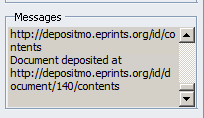 Messages
http://depositmo.eprints.org/id/co
ntents
Document deposited at
http://depositmo.eprints.org/id/d
ocument/140/contents